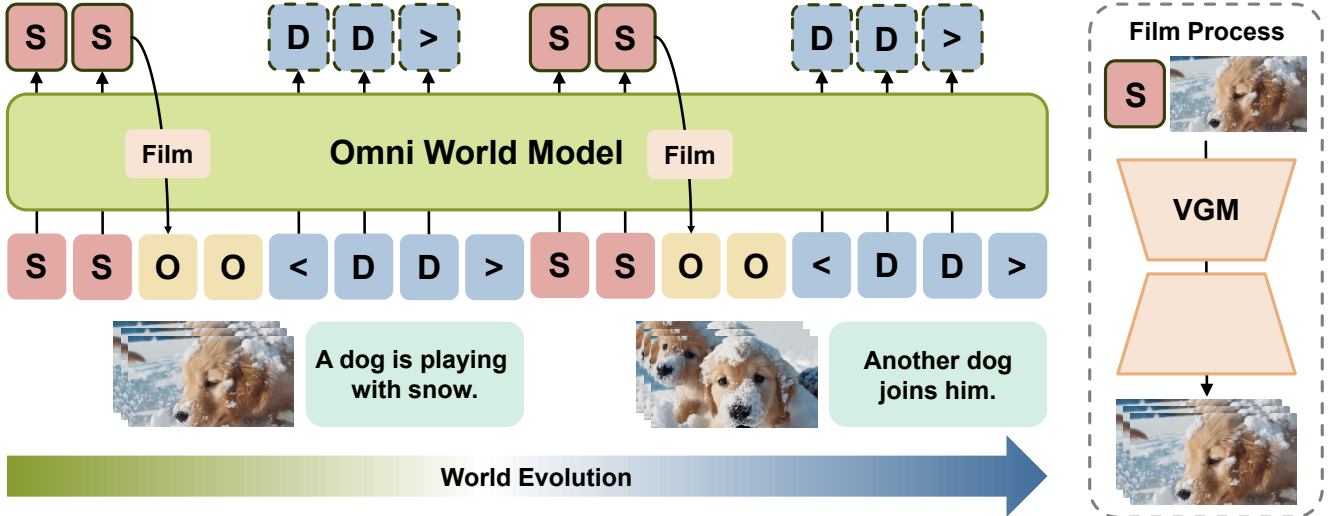 S S D D > S S D D >
Film Process
S
Film
Omni World Model
Film
VGM
S S O O < D D > S S O O < D D >
A dog is playing
with snow.
Another dog
joins him.
World Evolution